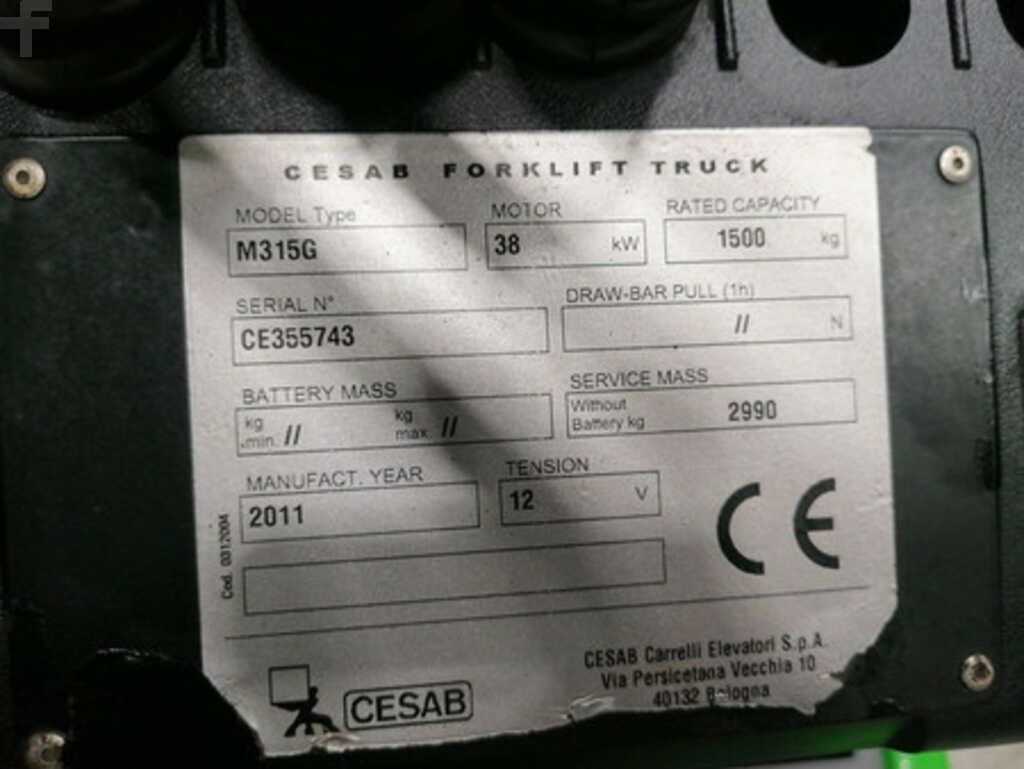 CESAB FORKLIFT TRUCK
MODEL Type MOTOR RATED CAPACITY
M315G 38 kW 1500 kg
SERIAL N° DRAW-BAR PULL (1h)
CE355743 // N
BATTERY MASS SERVICE MASS
kg min. // kg max. // Without Battery kg 2990
MANUFACT. YEAR TENSION
2011 12 V
CE
Cod. 0312004
CESAB
CESAB Carrelli Elevatori S.p.A.
Via Persicetana Vecchia 10
40132 Bologna